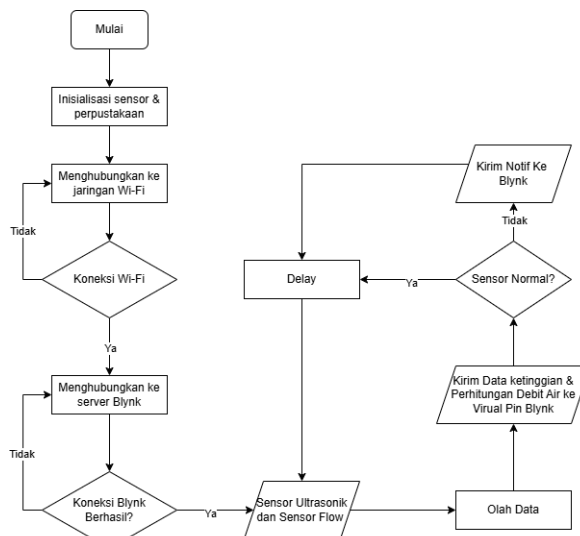 Mulai
Inisialisasi sensor &
perpustakaan
Menghubungkan ke
jaringan Wi-Fi
Tidak
Koneksi Wi-Fi
Ya
Menghubungkan ke
server Blynk
Tidak
Koneksi Blynk
Berhasil?
Ya
Sensor Ultrasonik
dan Sensor Flow
Olah Data
Kirim Data ketinggian &
Perhitungan Debit Air ke
Virual Pin Blynk
Sensor Normal?
Ya
Tidak
Kirim Notif Ke
Blynk
Delay